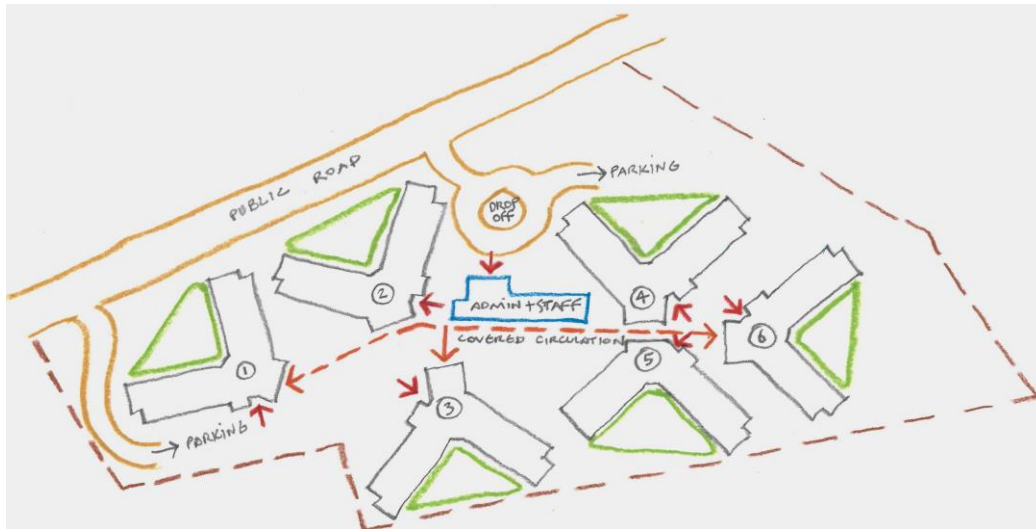 PUBLIC ROAD
→ PARKING
DROP
OFF
2
ADMIN + STAFF
4
6
COVERED CIRCULATION
1
5
3
→ PARKING